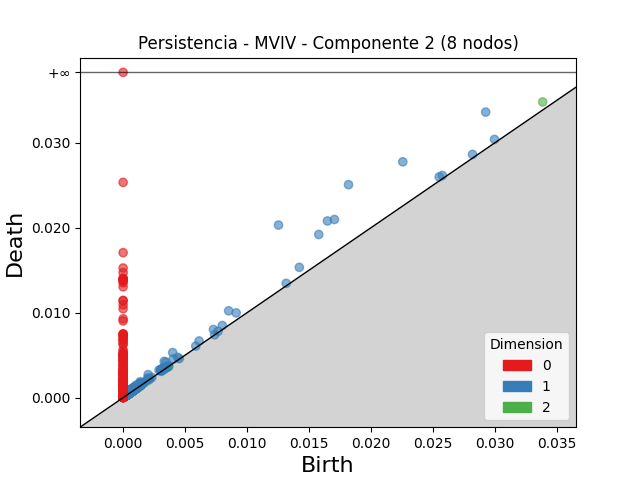 Persistencia - MVIV - Componente 2 (8 nodos)
+∞
0.030
0.020
0.010
0.000
Death
0.000 0.005 0.010 0.015 0.020 0.025 0.030 0.035
Birth
Dimension
0
1
2